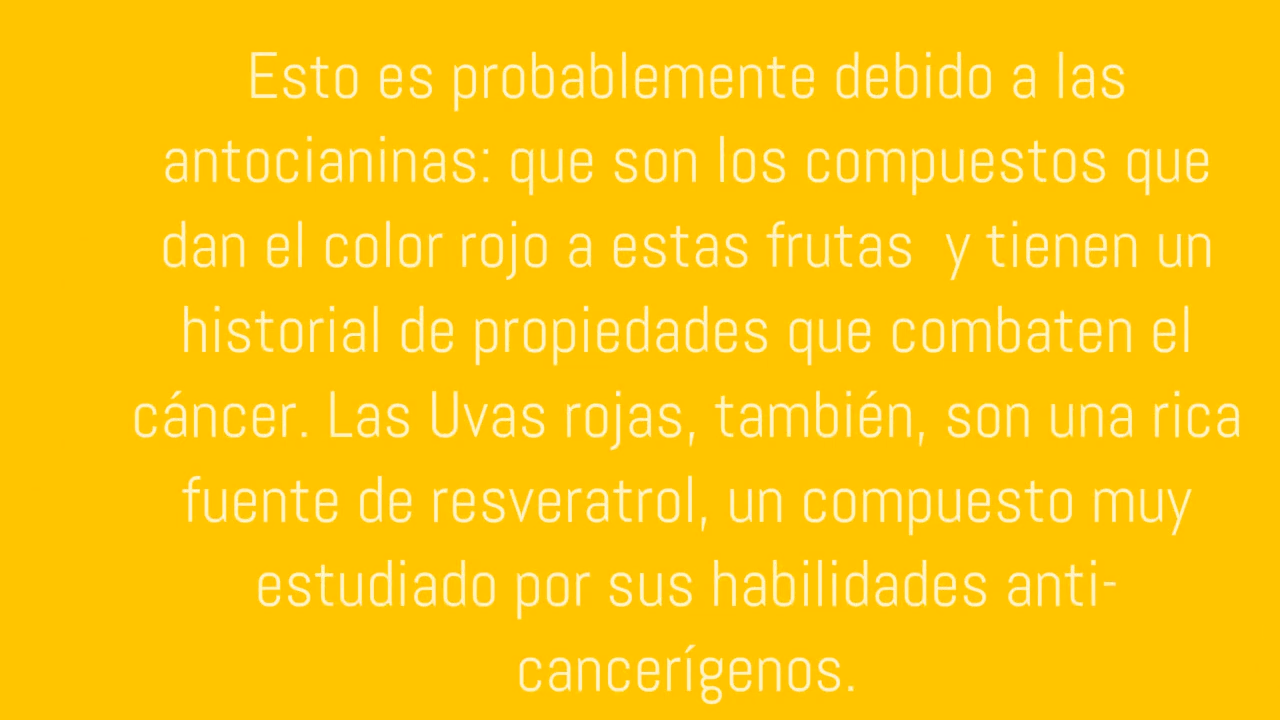 Esto es probablemente debido a las
antocianinas: que son los compuestos que
dan el color rojo a estas frutas  y tienen un
historial de propiedades que combaten el
cáncer. Las Uvas rojas, también, son una rica
fuente de resveratrol, un compuesto muy
estudiado por sus habilidades anti-
cancerígenos.